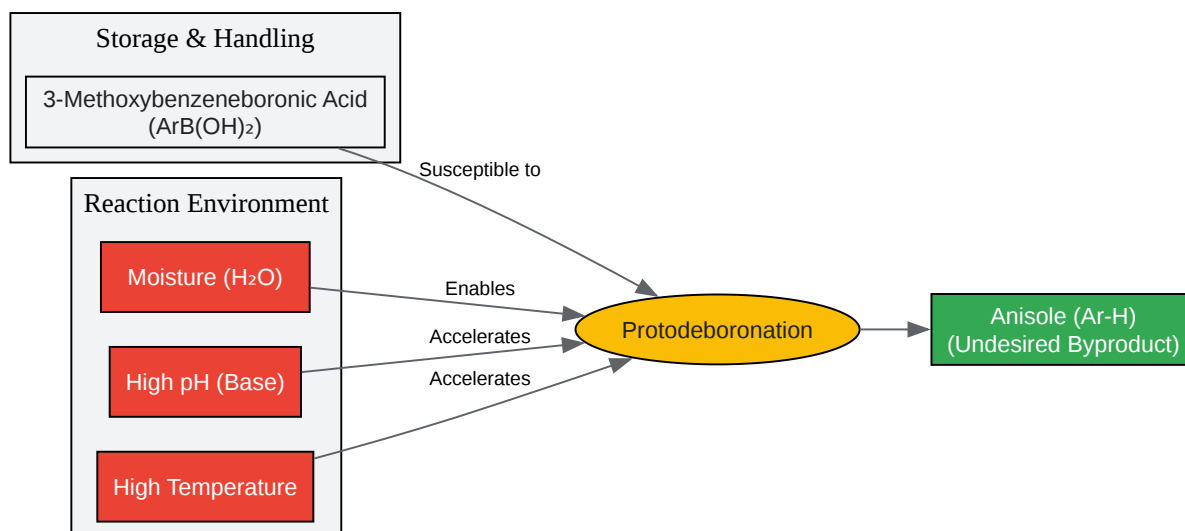 Storage & Handling
3-Methoxybenzeneboronic Acid
(ArB(OH)₂)
Susceptible to
Reaction Environment
Moisture (H₂O)
Enables
High pH (Base)
Accelerates
High Temperature
Accelerates
Protodeboronation
Anisole (Ar-H)
(Undesired Byproduct)